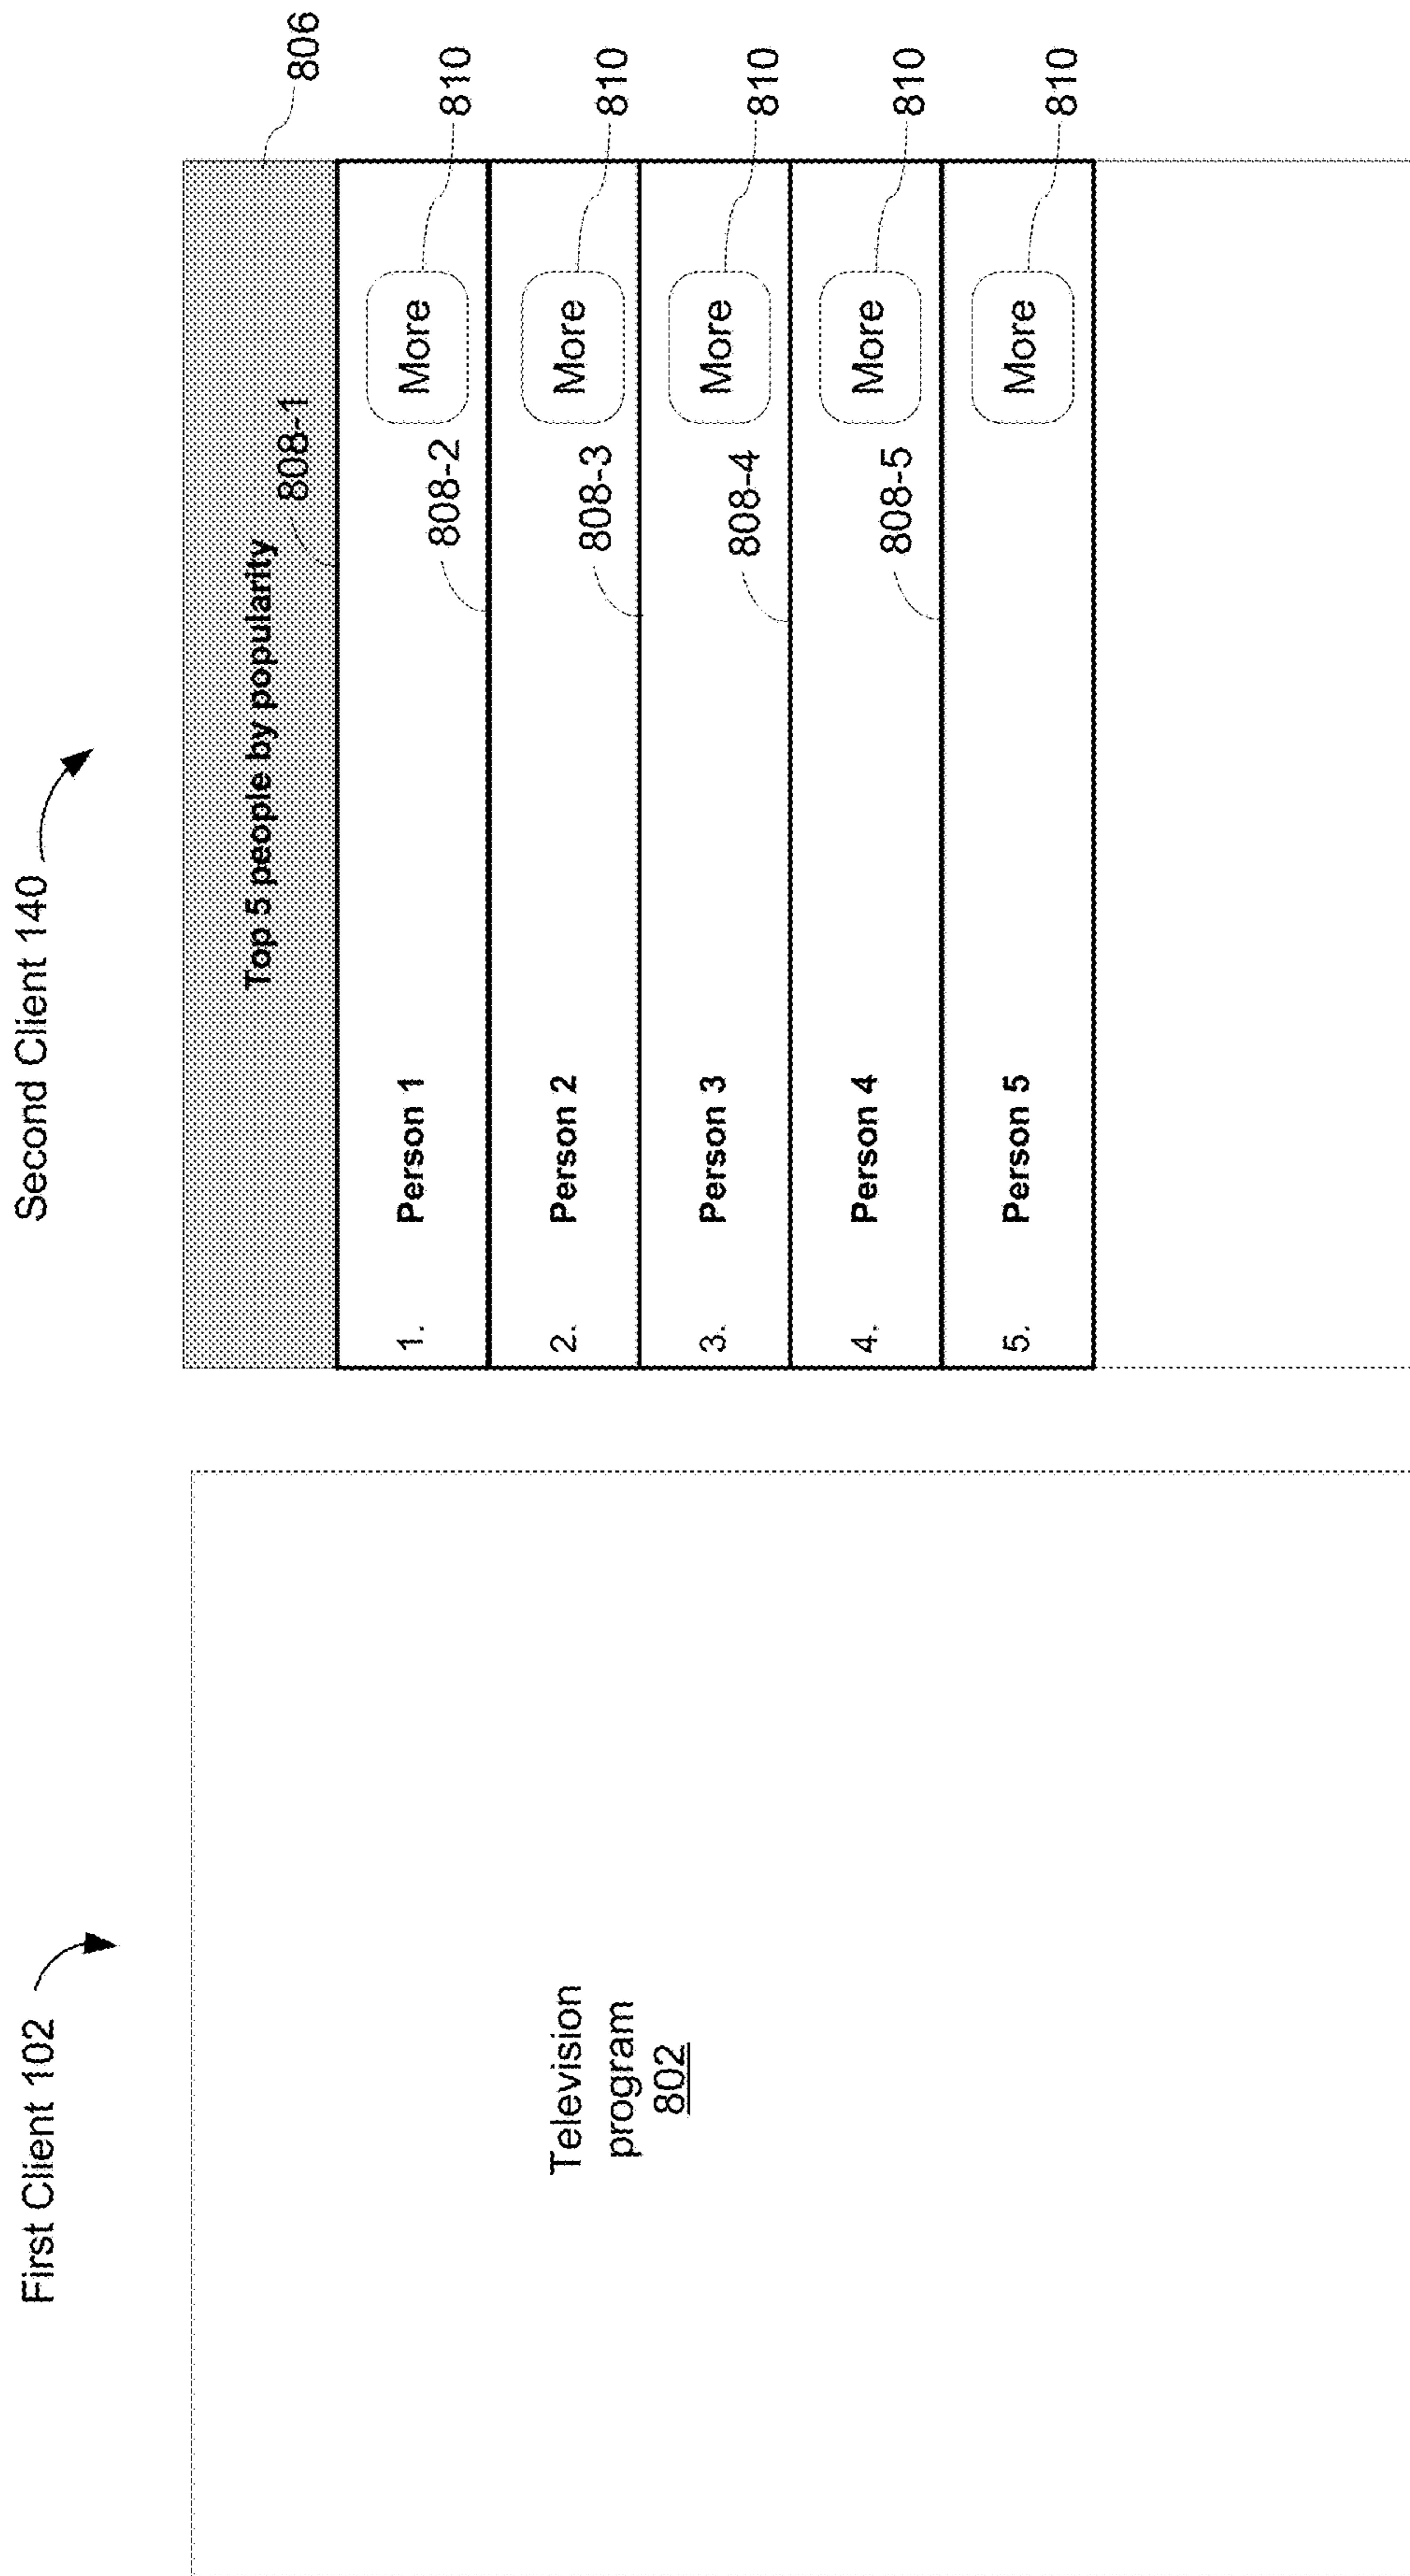 First Client 102
Television
program
802
Second Client 140
806
Top 5 people by popularity
808-1
1. Person 1 More 810
808-2
2. Person 2 More 810
808-3
3. Person 3 More 810
808-4
4. Person 4 More 810
808-5
5. Person 5 More 810